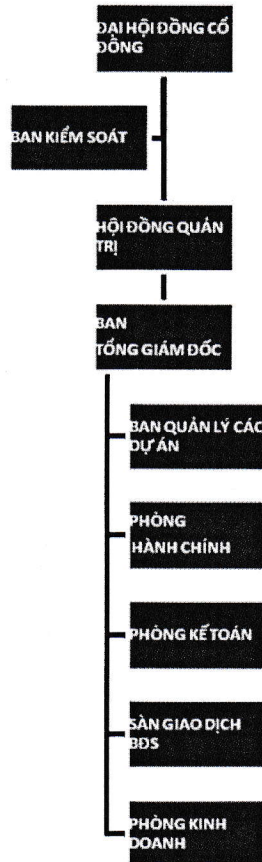 ĐẠI HỘI ĐỒNG CỔ
ĐÔNG
BAN KIỂM SOÁT
HỘI ĐỒNG QUẢN
TRỊ
BAN
TỔNG GIÁM ĐỐC
BAN QUẢN LÝ CÁC
DỰ ÁN
PHÒNG
HÀNH CHÍNH
PHÒNG KẾ TOÁN
SÀN GIAO DỊCH
BĐS
PHÒNG KINH
DOANH